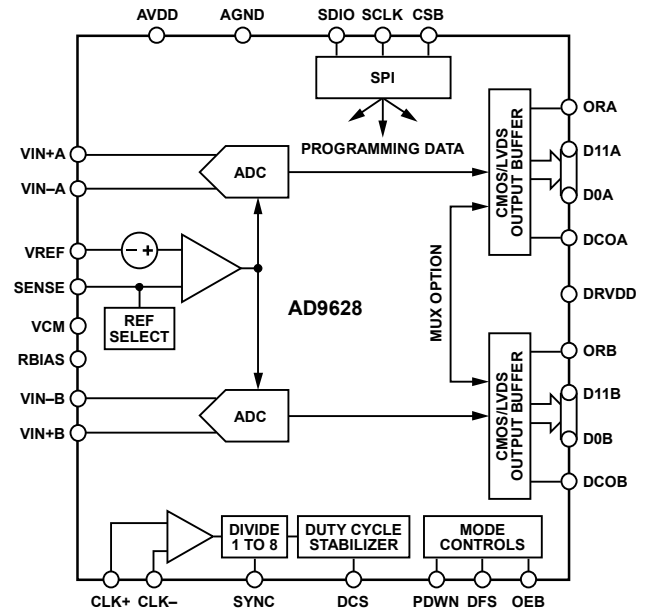 AVDD
AGND
SDIO
SCLK
CSB
SPI
PROGRAMMING DATA
VIN+A
VIN–A
ADC
CMOS/LVDS
OUTPUT BUFFER
ORA
D11A
D0A
DCOA
VREF
– +
SENSE
REF
SELECT
AD9628
MUX OPTION
DRVDD
VCM
RBIAS
VIN–B
VIN+B
ADC
CMOS/LVDS
OUTPUT BUFFER
ORB
D11B
D0B
DCOB
DIVIDE
1 TO 8
DUTY CYCLE
STABILIZER
MODE
CONTROLS
CLK+
CLK–
SYNC
DCS
PDWN
DFS
OEB